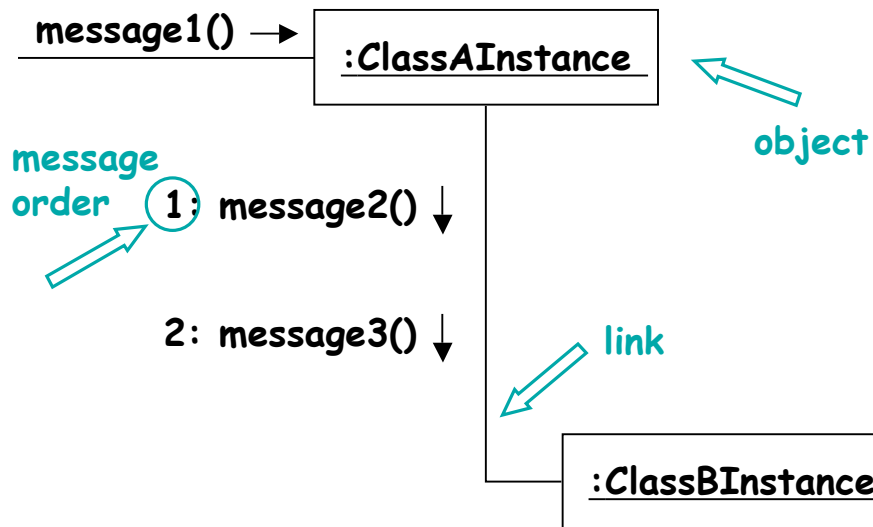 message1()
:ClassAInstance
object
message
order
1: message2()
2: message3()
link
:ClassBInstance